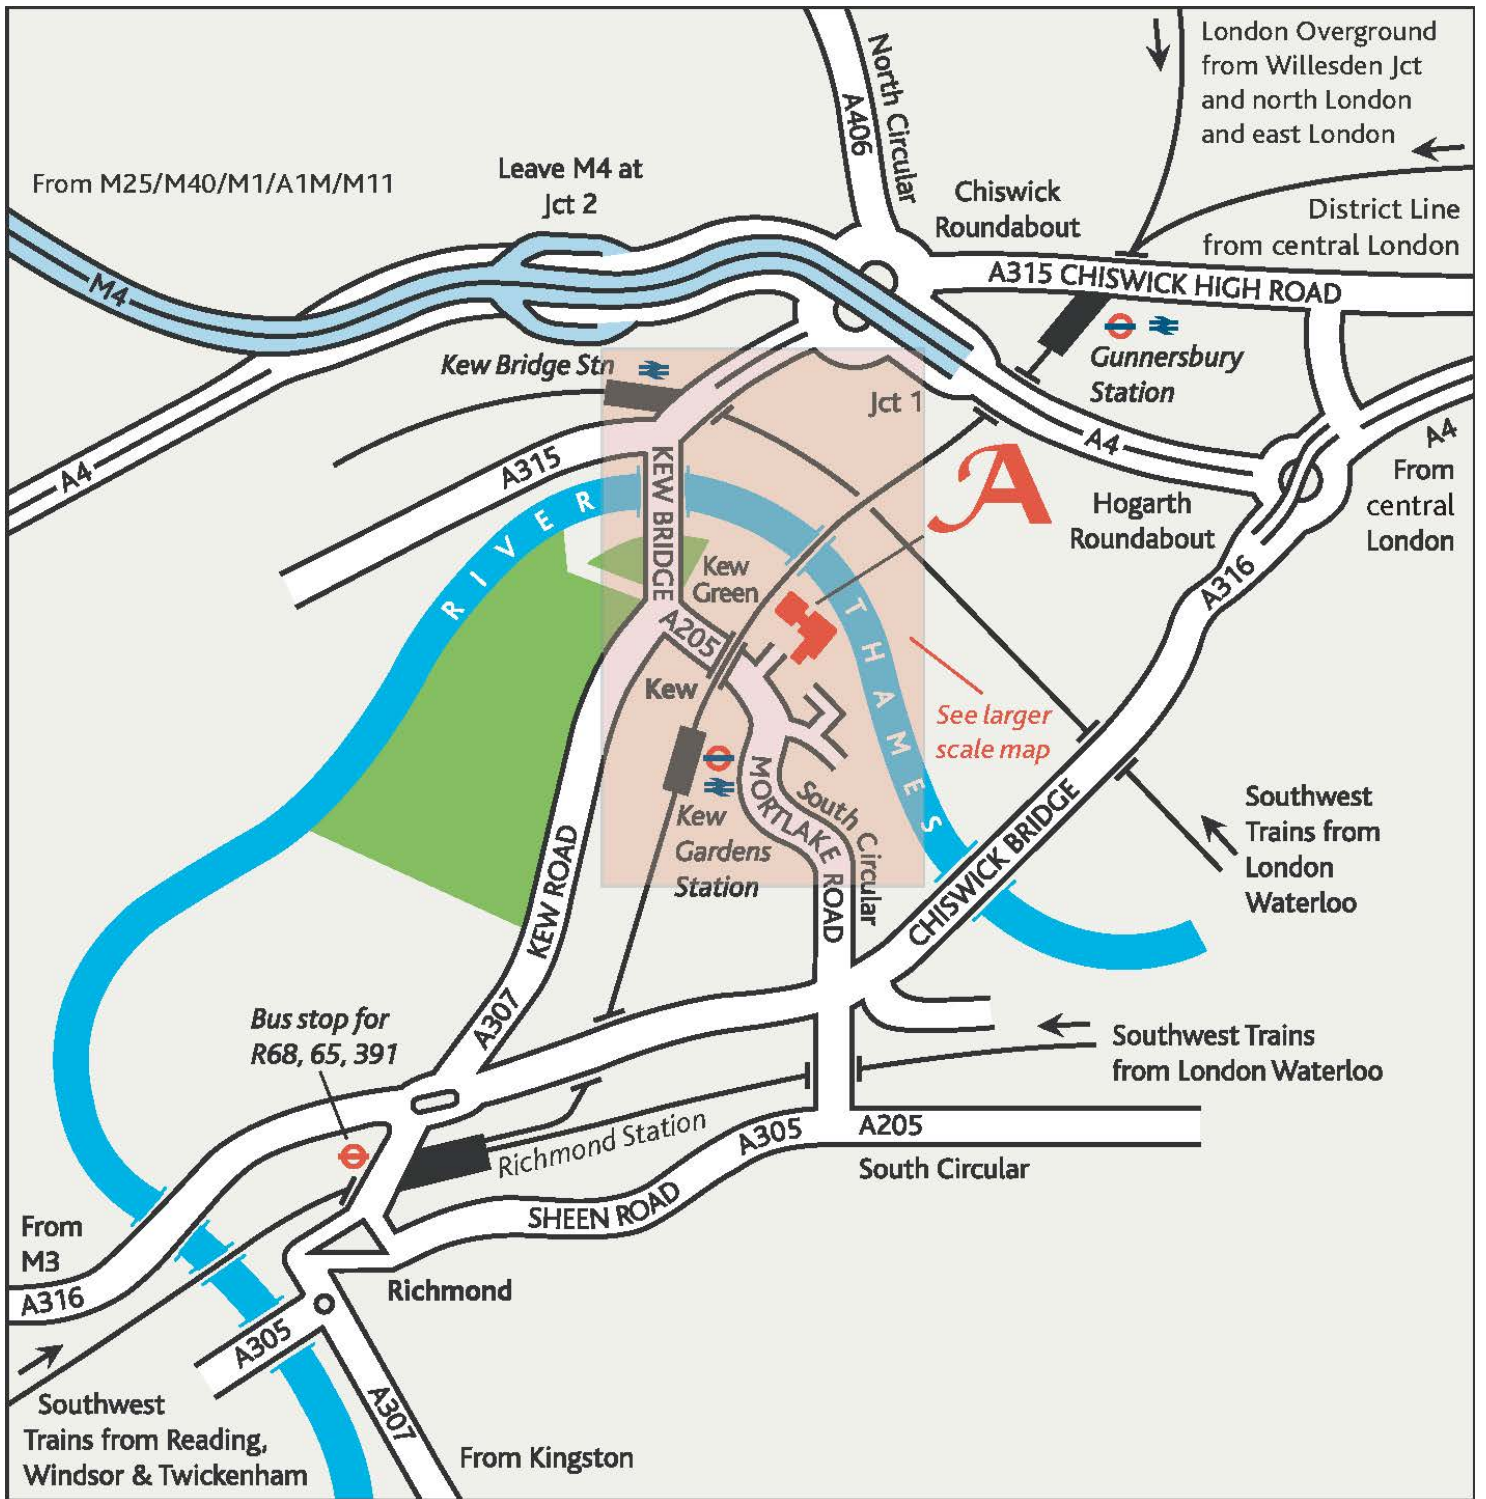 London Overground
from Willesden Jct
and north London
and east London
North Circular
A406
From M25/M40/M1/A1M/M11
Leave M4 at
Jct 2
Chiswick
Roundabout
District Line
from central London
A315 CHISWICK HIGH ROAD
M4
Kew Bridge Stn
Gunnersbury
Station
Jct 1
A4
A4
A4
From
central
London
A315
A
Hogarth
Roundabout
RIVER
KEW BRIDGE
Kew
Green
A316
A205
THAMES
Kew
See larger
scale map
MORTLAKE ROAD
South Circular
Kew
Gardens
Station
CHISWICK BRIDGE
Southwest
Trains from
London
Waterloo
KEW ROAD
A307
Bus stop for
R68, 65, 391
Southwest Trains
from London Waterloo
Richmond Station
A305
A205
South Circular
SHEEN ROAD
From
M3
A316
Richmond
A305
A307
Southwest
Trains from Reading,
Windsor & Twickenham
From Kingston